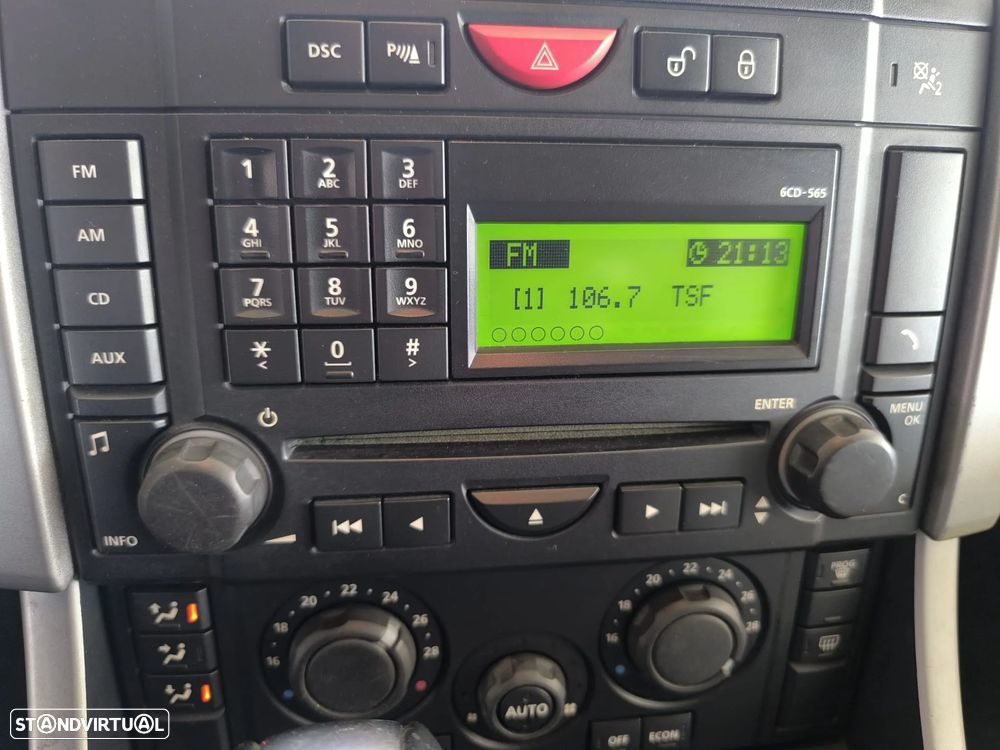 DSC P
2
FM
AM
CD
AUX
INFO
1 2 ABC 3 DEF
4 GHI 5 JKL 6 MNO
7 PQRS 8 TUV 9 WXYZ
* < 0 # >
6CD-565
FM 21:13
[1] 106.7 TSF
ENTER
MENU
OK
C
16 18 20 22 24 26 28
16 18 20 22 24 26 28
PROG
AUTO
OFF ECON
STANDVIRTUAL